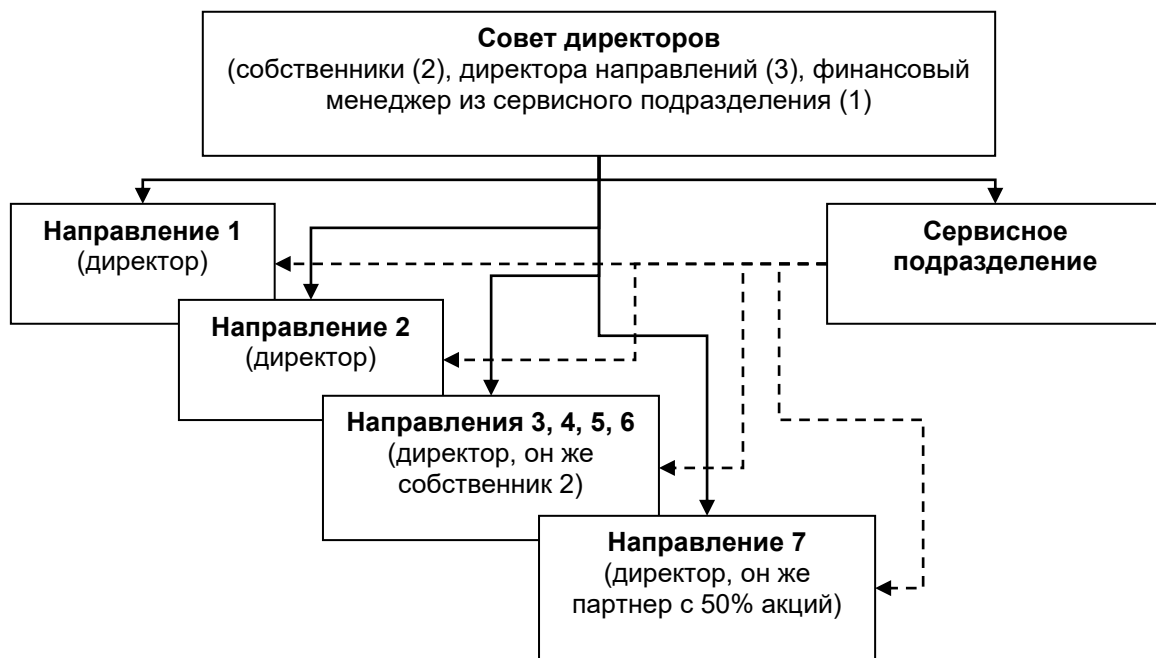 Совет директоров
(собственники (2), директора направлений (3), финансовый
менеджер из сервисного подразделения (1)
Направление 1
(директор)
Сервисное
подразделение
Направление 2
(директор)
Направления 3, 4, 5, 6
(директор, он же
собственник 2)
Направление 7
(директор, он же
партнер с 50% акций)